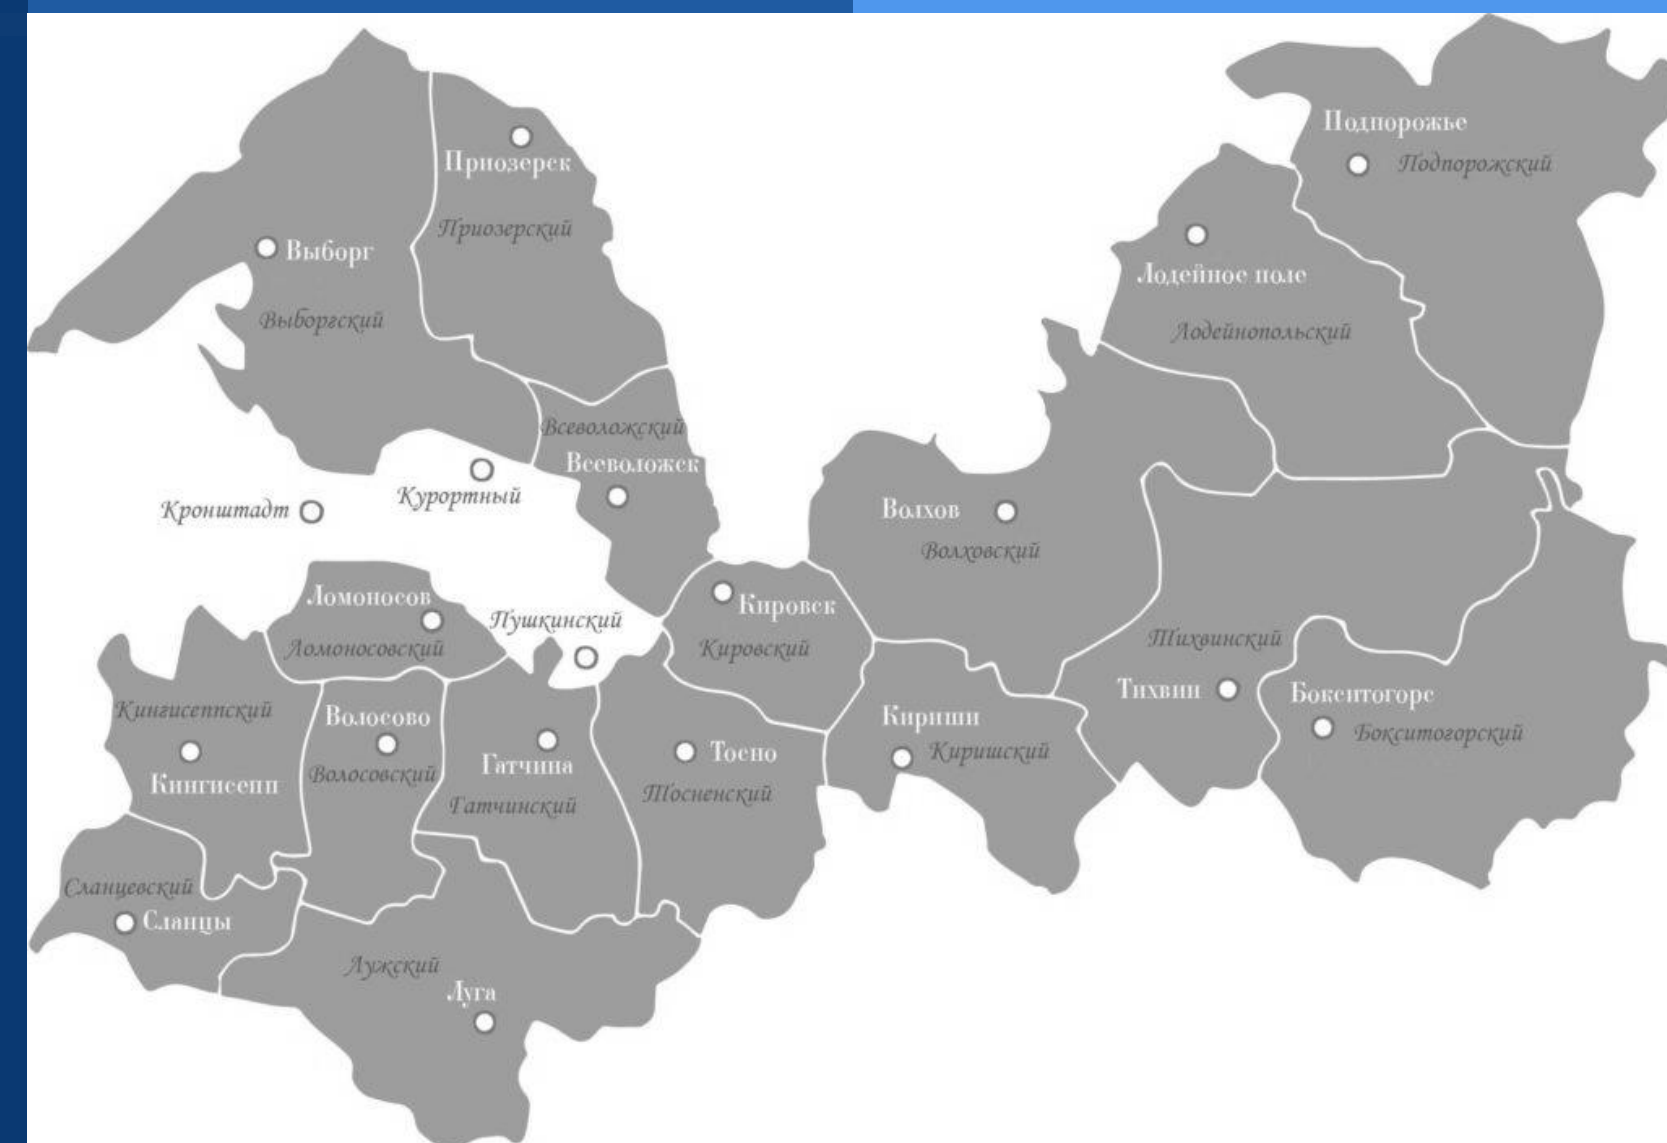 Подпорожье
Приозерск
Подпорожский
Приозерский
Выборг
Лодейное поле
Выборгский
Лодейнопольский
Всеволожский
Всеволожск
Курортный
Кронштадт
Волхов
Волховский
Ломоносов
Кировск
Пушкинский
Ломоносовский
Кировский
Тихвинский
Тихвин
Бокситогорс
Кингисеппский
Волосово
Кириши
Бокситогорский
Гатчина
Тосно
Киришский
Волосовский
Кингисепп
Тосненский
Гатчинский
Сланцевский
Сланцы
Лужский
Луга